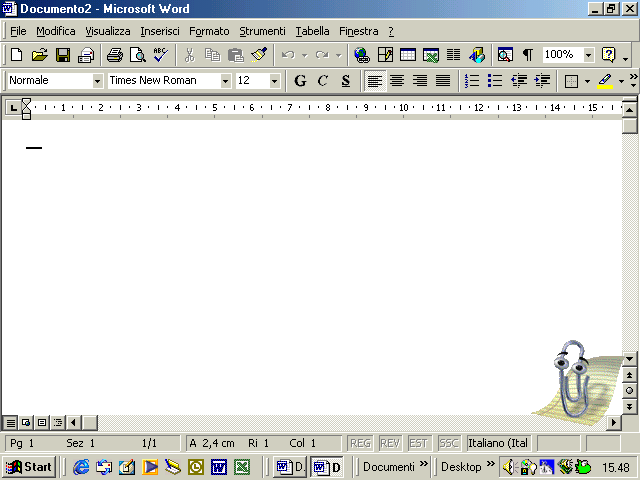 Documento2 - Microsoft Word
File Modifica Visualizza Inserisci Formato Strumenti Tabella Finestra ?
ABC 100% ?
Normale Times New Roman 12 G C S
1 2 3 4 5 6 7 8 9 10 11 12 13 14 15
Pg 1 Sez 1 1/1 A 2,4 cm Ri 1 Col 1 REG REV EST SSC Italiano (Ital
Start D. D Documenti » Desktop » 15.48